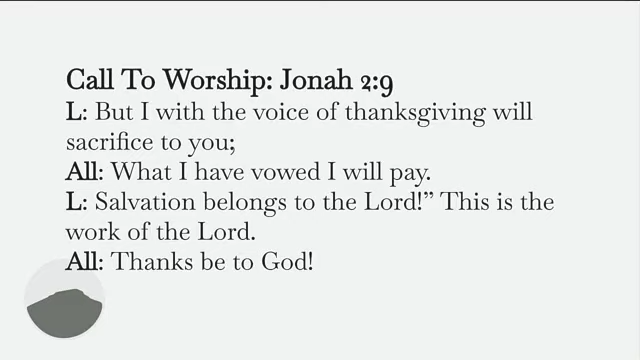 Call To Worship: Jonah 2:9
L: But I with the voice of thanksgiving will
sacrifice to you;
All: What I have vowed I will pay.
L: Salvation belongs to the Lord!” This is the
work of the Lord.
All: Thanks be to God!